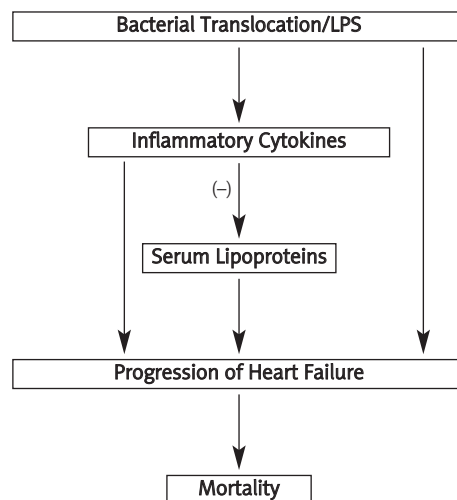 Bacterial Translocation/LPS
Inflammatory Cytokines
(–)
Serum Lipoproteins
Progression of Heart Failure
Mortality